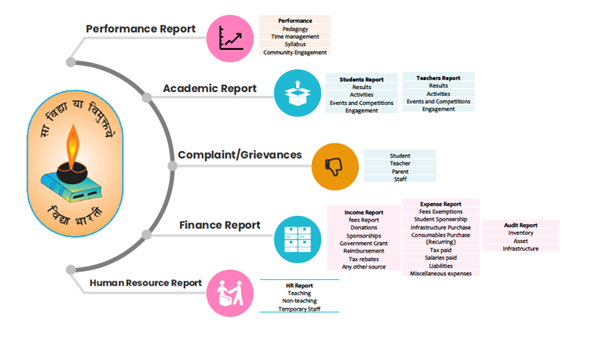 Performance Report
Performance
Pedagogy
Time management
Syllabus
Community Engagement
Academic Report
Students Report
Results
Activities
Events and Competitions
Engagement
Teachers Report
Results
Activities
Events and Competitions
Engagement
सा विद्या या विमुक्तये
विद्या भारती
Complaint/Grievances
Student
Teacher
Parent
Staff
Finance Report
Income Report
fees Report
Donations
Sponsorships
Government Grant
Reimbursement
Tax rebates
Any other source
Expense Report
Fees Exemptions
Student Sponsorship
Infrastructure Purchase
Consumables Purchase
(Recurring)
Tax paid
Salaries paid
Liabilities
Miscellaneous expenses
Audit Report
Inventory
Asset
Infrastructure
Human Resource Report
HR Report
Teaching
Non-teaching
Temporary Staff